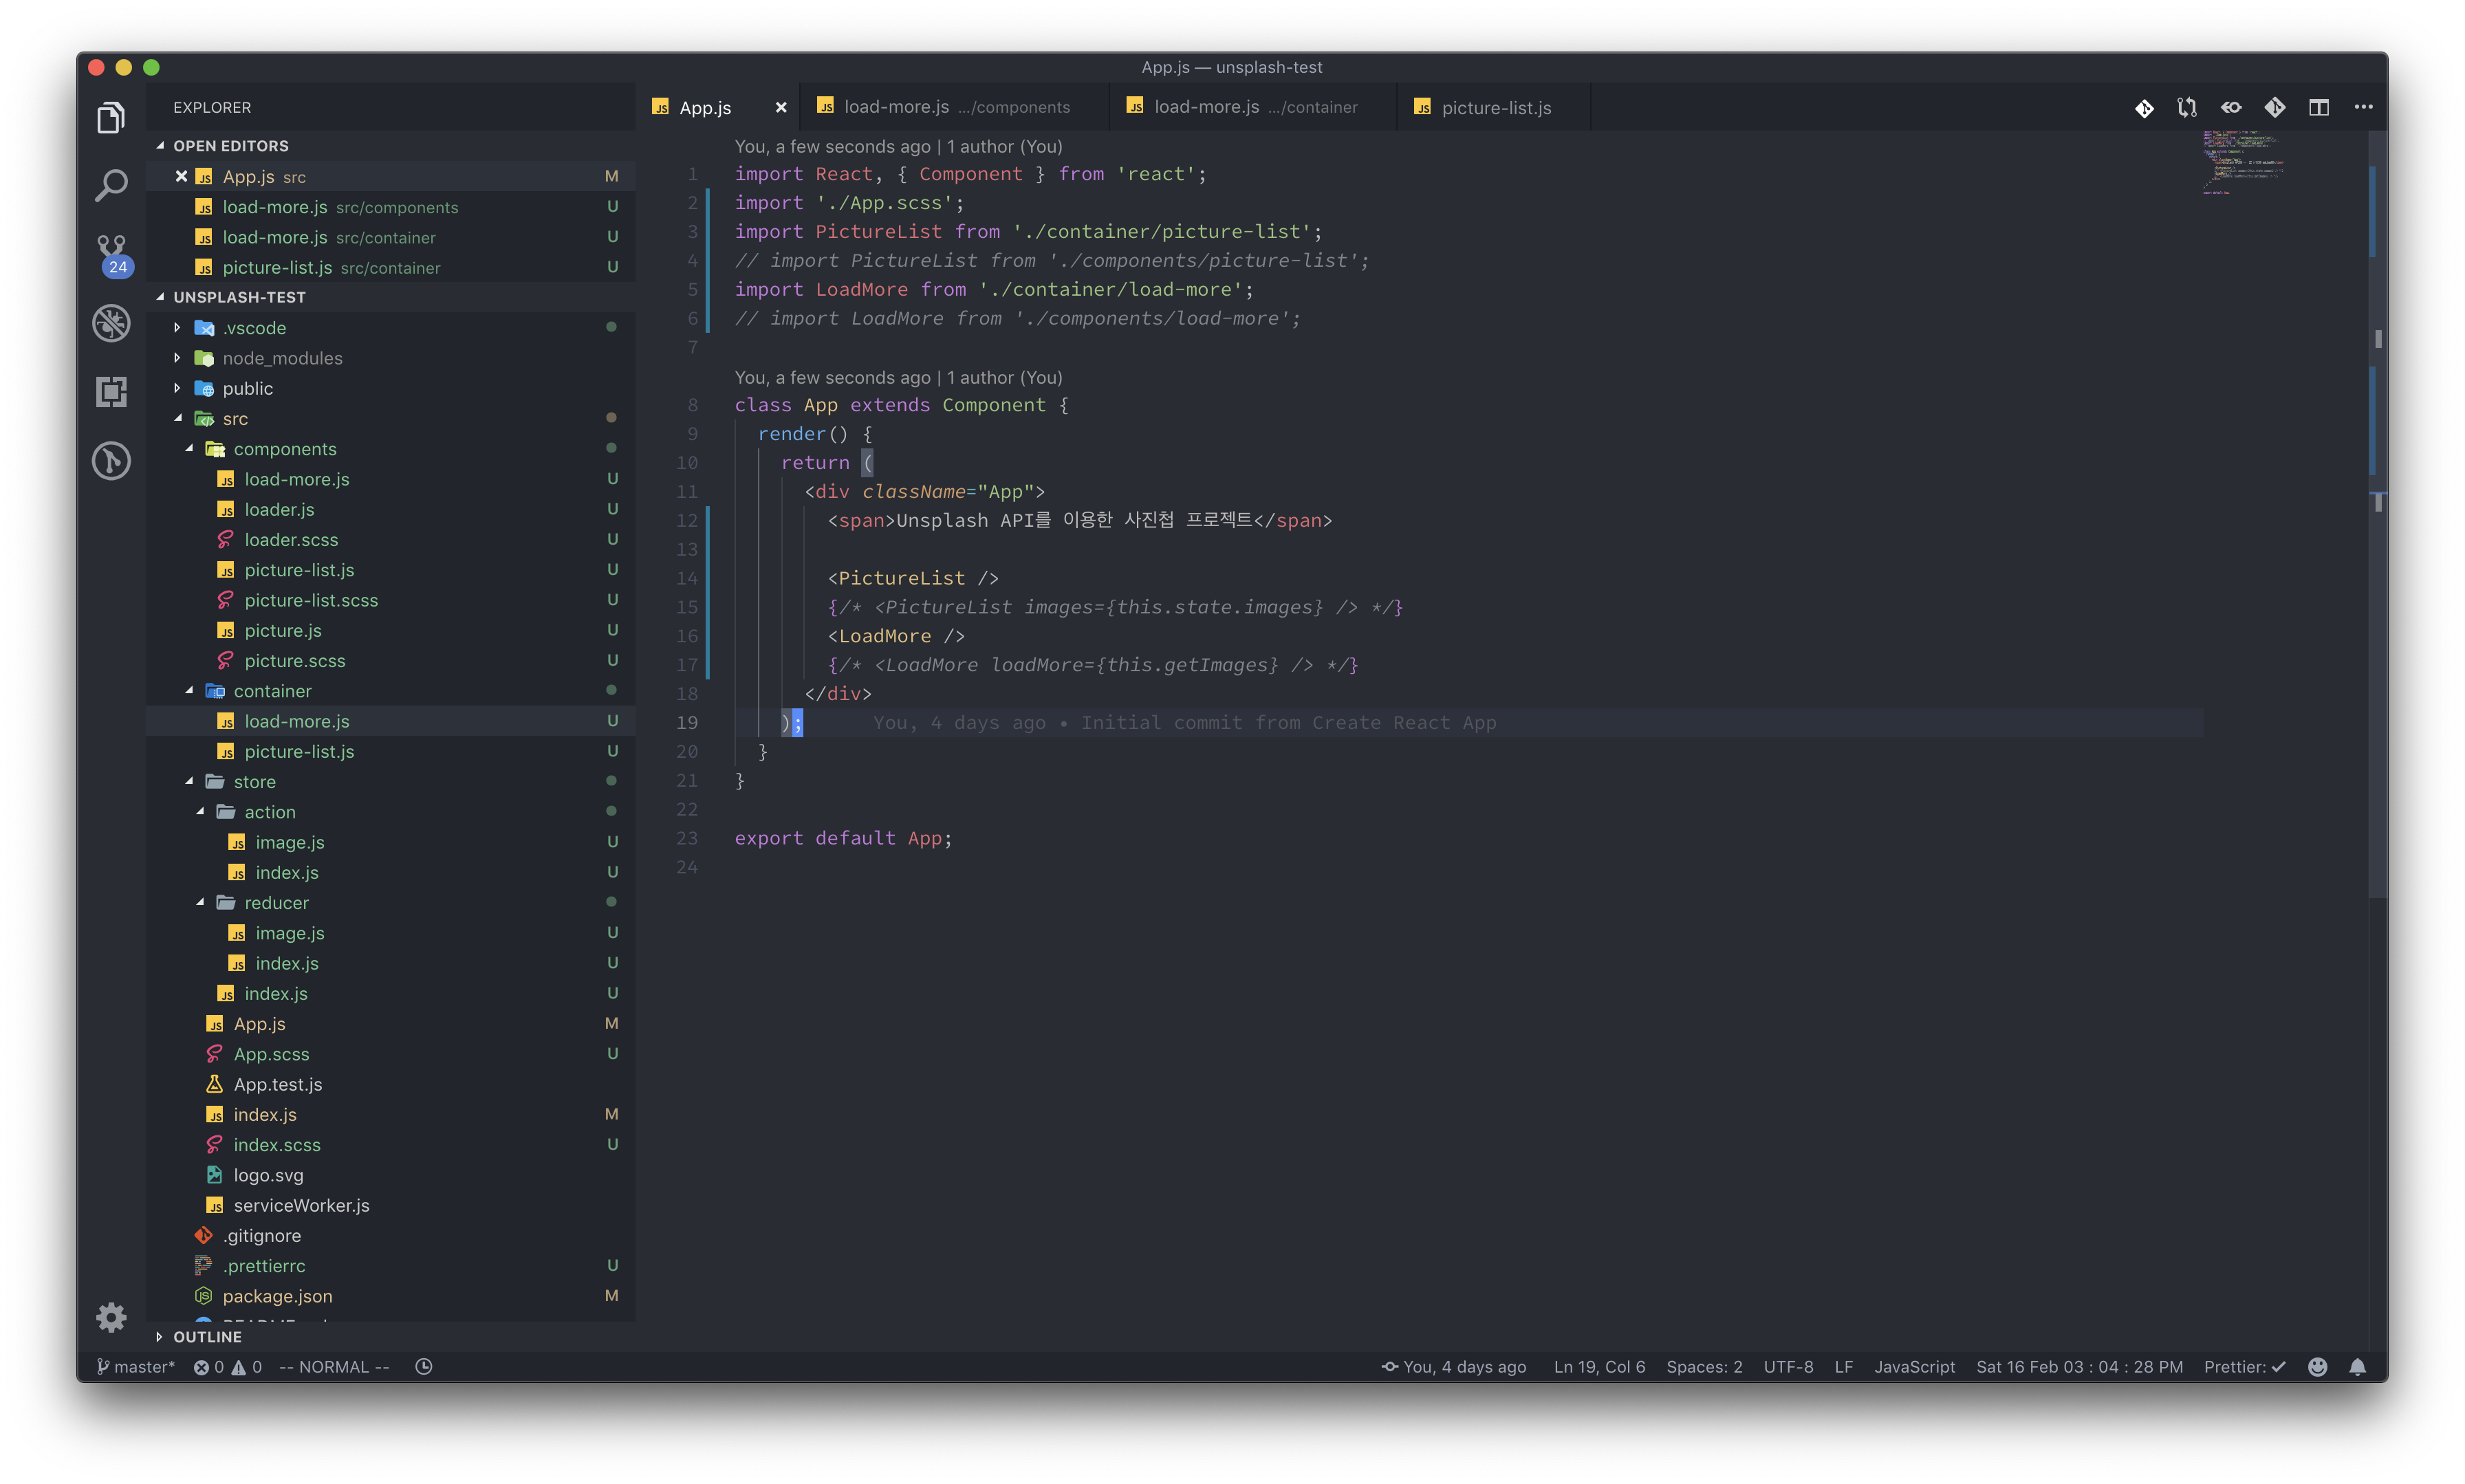 App.js — unsplash-test
EXPLORER
OPEN EDITORS
App.js src M
load-more.js src/components U
load-more.js src/container U
picture-list.js src/container U
24
UNSPLASH-TEST
.vscode
node_modules
public
src
components
load-more.js U
loader.js U
loader.scss U
picture-list.js U
picture-list.scss U
picture.js U
picture.scss U
container
load-more.js U
picture-list.js U
store
action
image.js U
index.js U
reducer
image.js U
index.js U
index.js U
App.js M
App.scss U
App.test.js
index.js M
index.scss U
logo.svg
serviceWorker.js
.gitignore
.prettierrc U
package.json M
OUTLINE
App.js
load-more.js .../components
load-more.js .../container
picture-list.js
You, a few seconds ago | 1 author (You)
1 import React, { Component } from 'react';
2 import './App.scss';
3 import PictureList from './container/picture-list';
4 // import PictureList from './components/picture-list';
5 import LoadMore from './container/load-more';
6 // import LoadMore from './components/load-more';
7
You, a few seconds ago | 1 author (You)
8 class App extends Component {
9 render() {
10 return (
11 <div className="App">
12 <span>Unsplash API를 이용한 사진첩 프로젝트</span>
13
14 <PictureList />
15 {/* <PictureList images={this.state.images} /> */}
16 <LoadMore />
17 {/* <LoadMore loadMore={this.getImages} /> */}
18 </div>
19 ); You, 4 days ago • Initial commit from Create React App
20 }
21 }
22
23 export default App;
24
master* 0 0 -- NORMAL -- You, 4 days ago Ln 19, Col 6 Spaces: 2 UTF-8 LF JavaScript Sat 16 Feb 03 : 04 : 28 PM Prettier: ✓